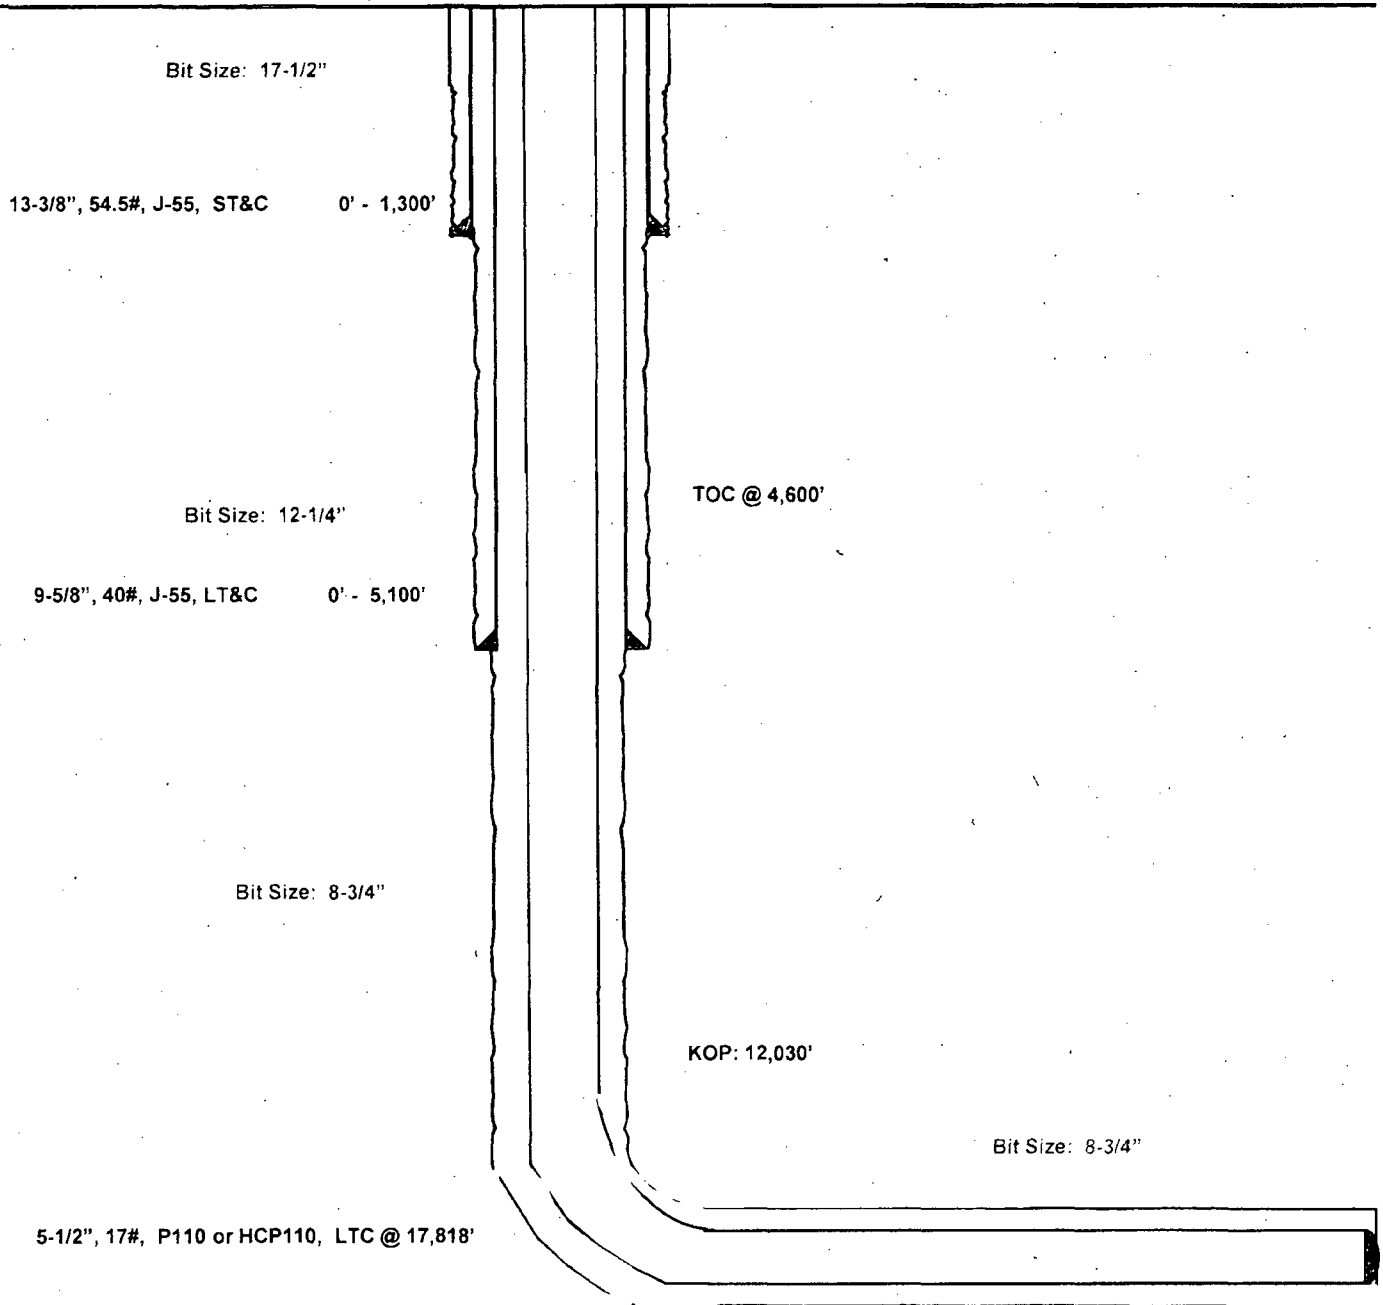 Bit Size: 17-1/2"
13-3/8", 54.5#, J-55, ST&C 0' - 1,300'
TOC @ 4,600'
Bit Size: 12-1/4"
9-5/8", 40#, J-55, LT&C 0' - 5,100'
Bit Size: 8-3/4"
KOP: 12,030'
Bit Size: 8-3/4"
5-1/2", 17#, P110 or HCP110, LTC @ 17,818'